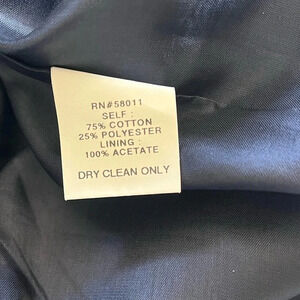 RN#58011
SELF :
75% COTTON
25% POLYESTER
LINING :
100% ACETATE
DRY CLEAN ONLY